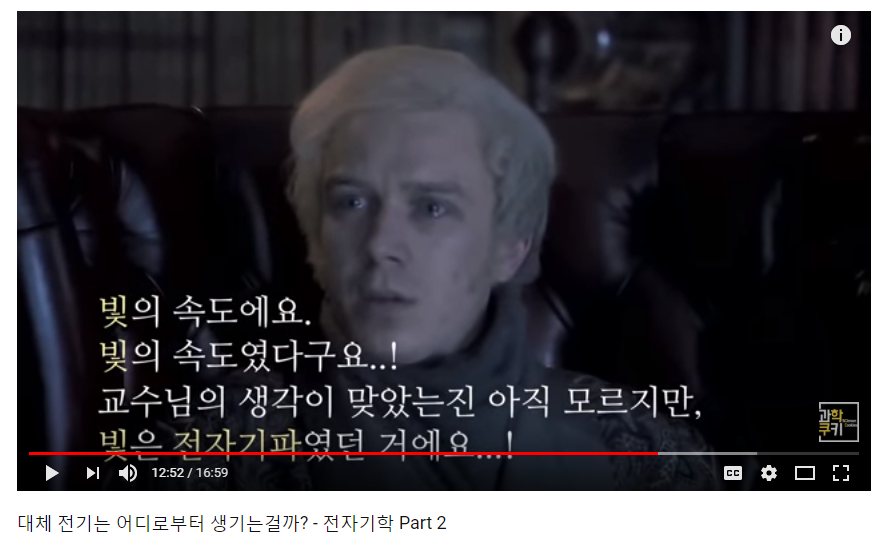 빛의 속도에요.
빛의 속도였다구요..!
교수님의 생각이 맞았는진 아직 모르지만,
빛은 전자기파였던 거에요...!
과학
쿠키
12:52 / 16:59
CC
대체 전기는 어디로부터 생기는걸까? - 전자기학 Part 2